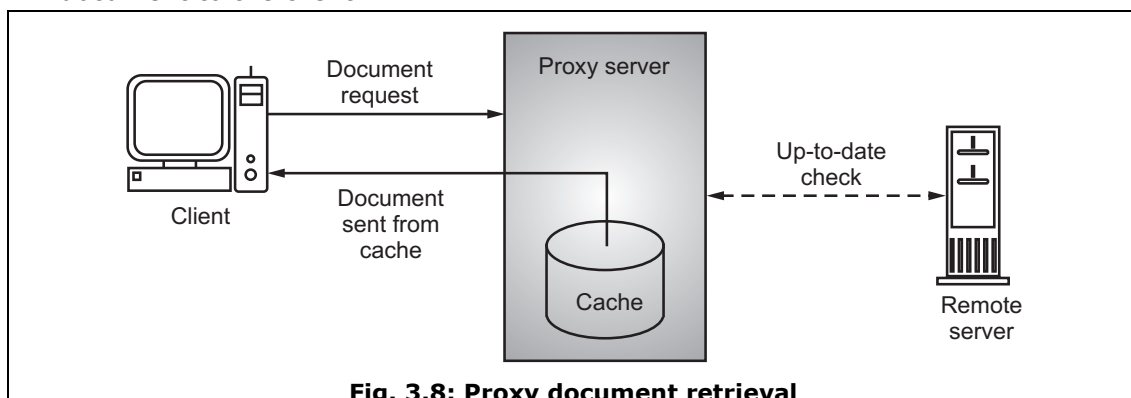 Document
request
Proxy server
Up-to-date
check
Client
Document
sent from
cache
Cache
Remote
server
Fig. 3.8: Proxy document retrieval